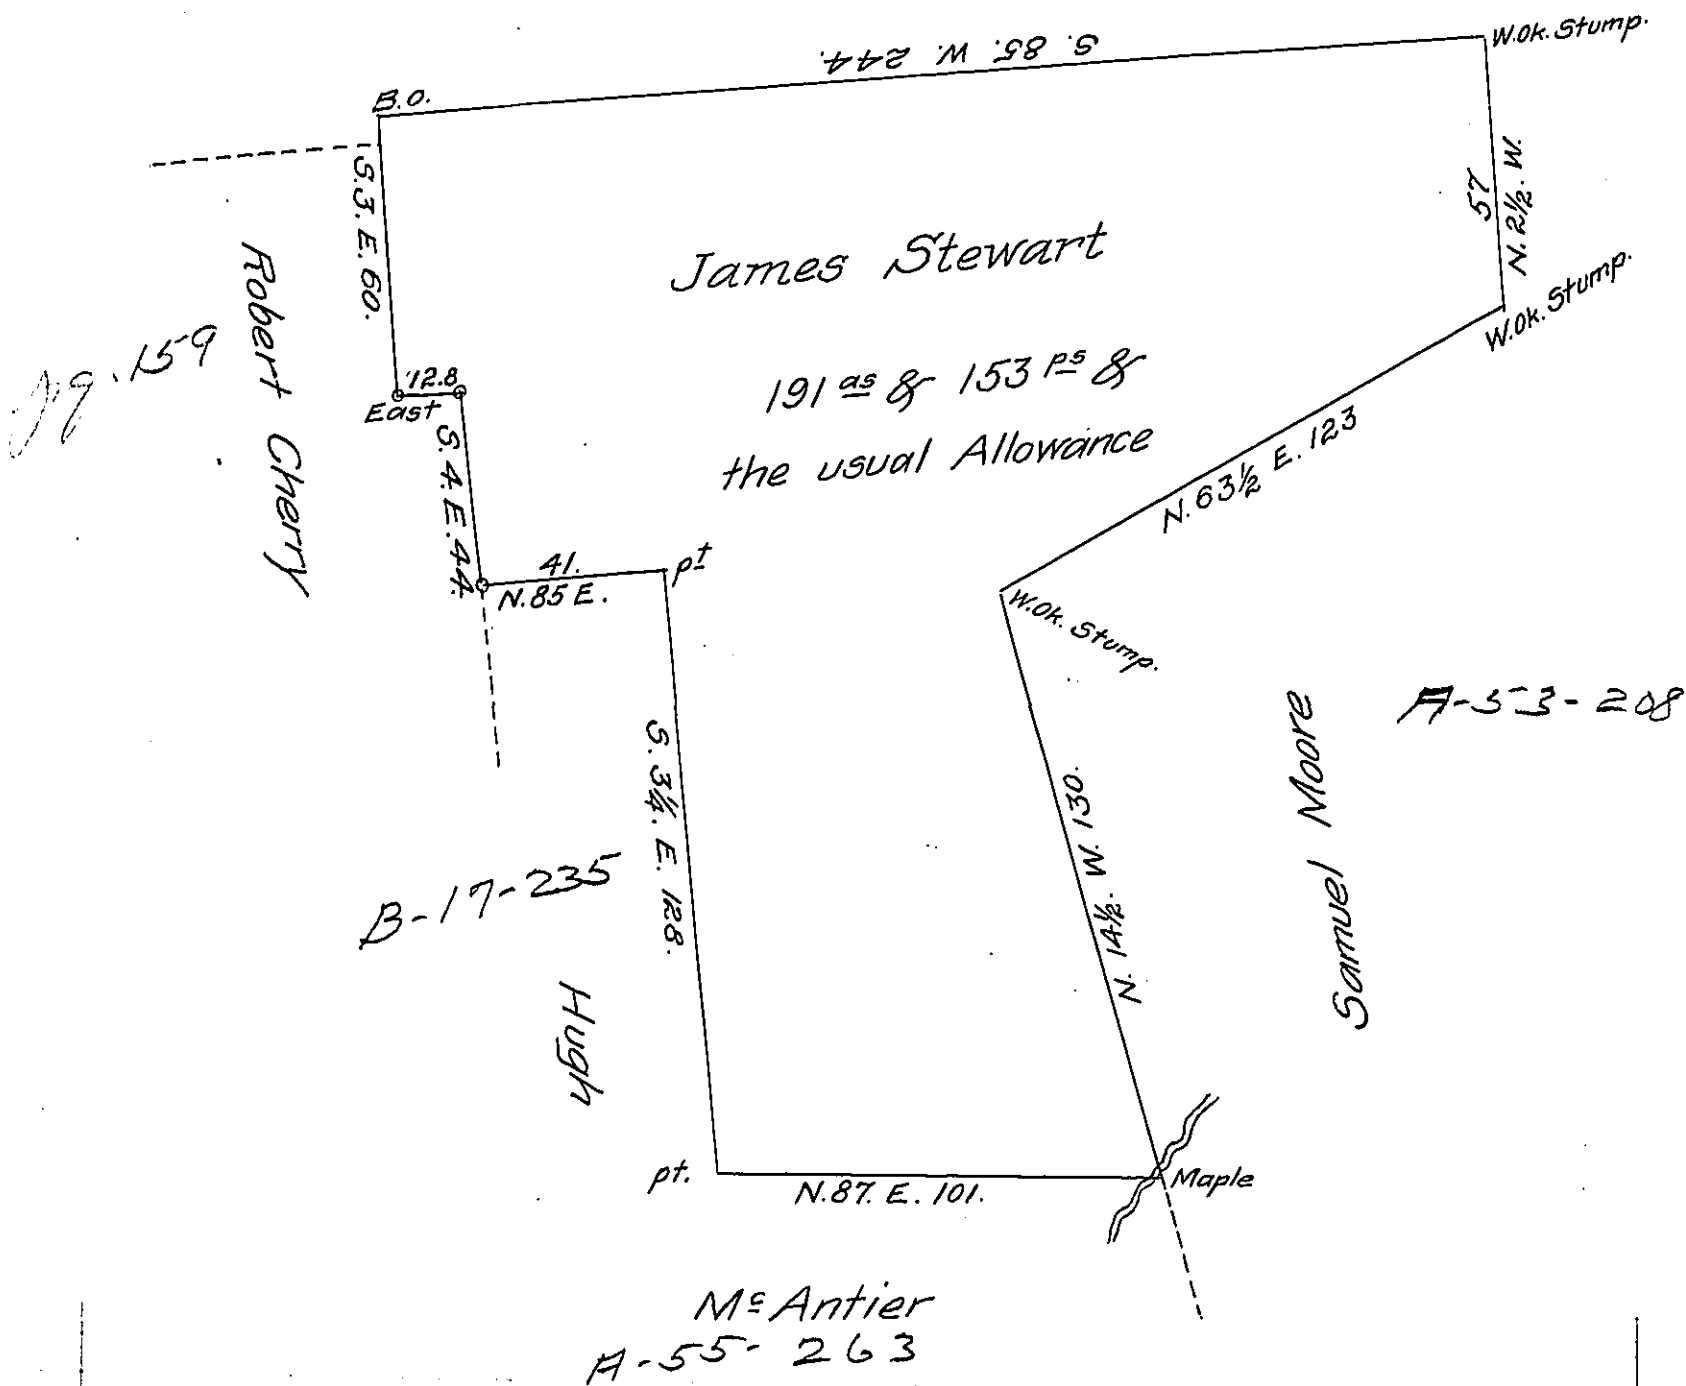 S. 85. W. 244.
W.Ok. Stump.
B.O.
S. 3. E. 60.
57
N. 2½. W.
W.Ok. Stump.
James Stewart
191 as & 153 ps &
the usual Allowance
Robert Cherry
12.8
East
S. 4. E. 44.
41.
N. 85 E.
pt
N. 63½ E. 123
W.Ok. Stump.
A-53-208
Samuel Moore
N. 14½. W. 130.
S. 3¼. E. 128.
B-17-235
Hugh
pt.
N. 87. E. 101.
Maple
McAntier
A-55-263